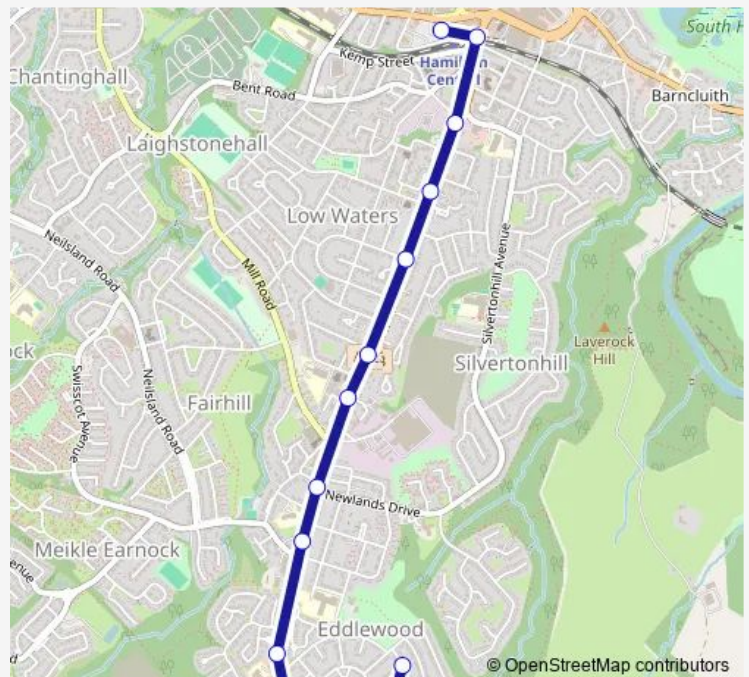 South H
Kemp Street
Hamilton
Central
Chantinghall
Bent Road
Barncluith
Laighstonehall
Low Waters
Neilsland Road
Mill Road
Silvertonhill Avenue
Laverock
Hill
ock
Silvertonhill
Swisscot Avenue
Neilsland Road
Fairhill
Newlands Drive
Meikle Earnock
enue
Eddlewood
d
© OpenStreetMap contributors